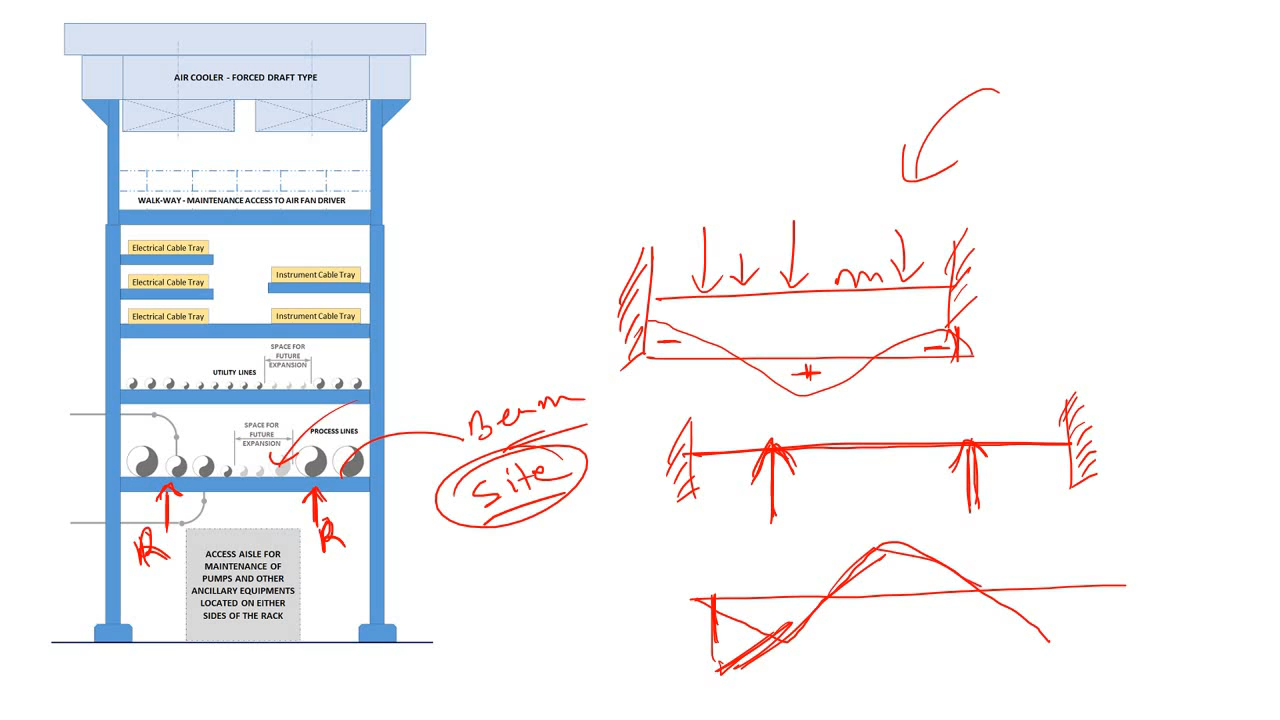 AIR COOLER - FORCED DRAFT TYPE
WALK-WAY - MAINTENANCE ACCESS TO AIR FAN DRIVER
Electrical Cable Tray
Instrument Cable Tray
Electrical Cable Tray
Electrical Cable Tray
Instrument Cable Tray
SPACE FOR
FUTURE
EXPANSION
UTILITY LINES
SPACE FOR
FUTURE
EXPANSION
PROCESS LINES
Beam
Site
R
R
ACCESS AISLE FOR
MAINTENANCE OF
PUMPS AND OTHER
ANCILLARY EQUIPMENTS
LOCATED ON EITHER
SIDES OF THE RACK
-
-
+